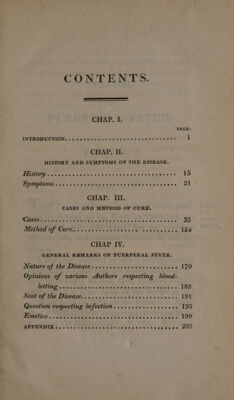 CONTENTS.
CHAP. I.
PAGE.
INTRODUCTION 1
CHAP. II.
HISTORY AND SYMPTOMS OF THE DISEASE.
History 15
Symptoms 21
CHAP. III.
CASES AND METHOD OF CURE.
Cases 35
Method of Cure 154
CHAP IV.
GENERAL REMARKS ON PUERPERAL FEVER.
Nature of the Disease 170
Opinions of various Authors respecting blood-
letting 183
Seat of the Disease 191
Question respecting infection 195
Emetics 199
APPENDIX 205